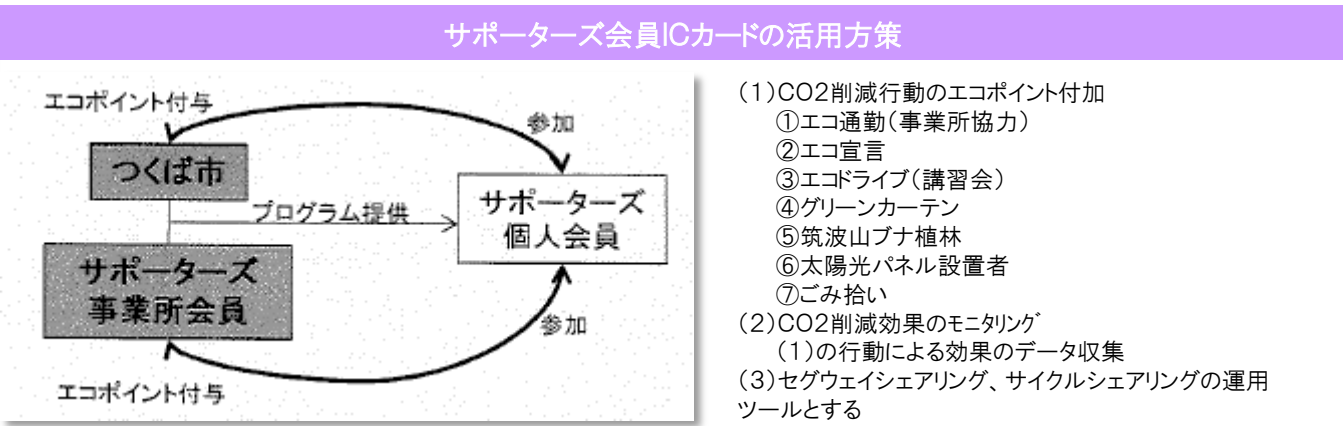 サポーターズ会員ICカードの活用方策
エコポイント付与
参加
つくば市
プログラム提供
サポーターズ
個人会員
サポーターズ
事業所会員
参加
エコポイント付与
(1)CO2削減行動のエコポイント付加
①エコ通勤(事業所協力)
②エコ宣言
③エコドライブ(講習会)
④グリーンカーテン
⑤筑波山ブナ植林
⑥太陽光パネル設置者
⑦ごみ拾い
(2)CO2削減効果のモニタリング
(1)の行動による効果のデータ収集
(3)セグウェイシェアリング、サイクルシェアリングの運用
ツールとする